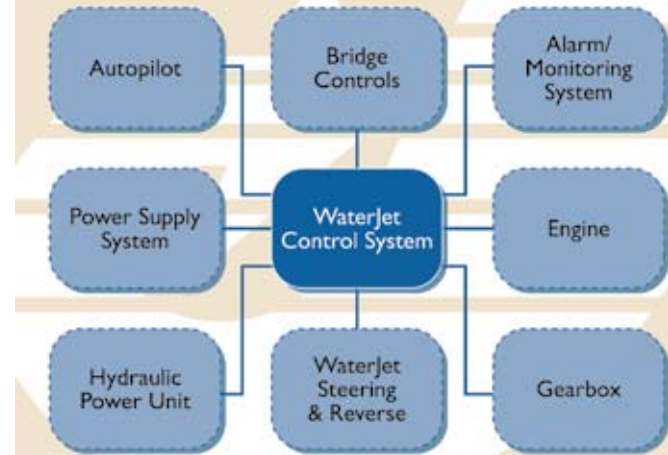 Autopilot
Bridge
Controls
Alarm/
Monitoring
System
Power Supply
System
WaterJet
Control System
Engine
Hydraulic
Power Unit
WaterJet
Steering
& Reverse
Gearbox